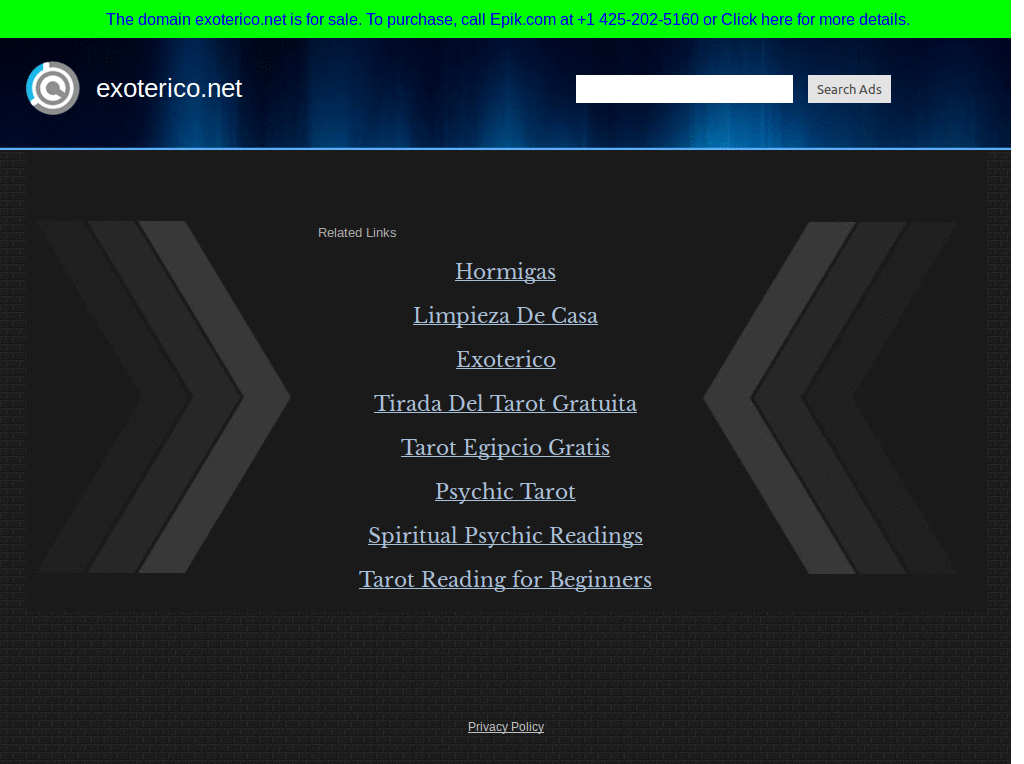 The domain exoterico.net is for sale. To purchase, call Epik.com at +1 425-202-5160 or Click here for more details.
exoterico.net
Search Ads
Related Links
Hormigas
Limpieza De Casa
Exoterico
Tirada Del Tarot Gratuita
Tarot Egipcio Gratis
Psychic Tarot
Spiritual Psychic Readings
Tarot Reading for Beginners
Privacy Policy